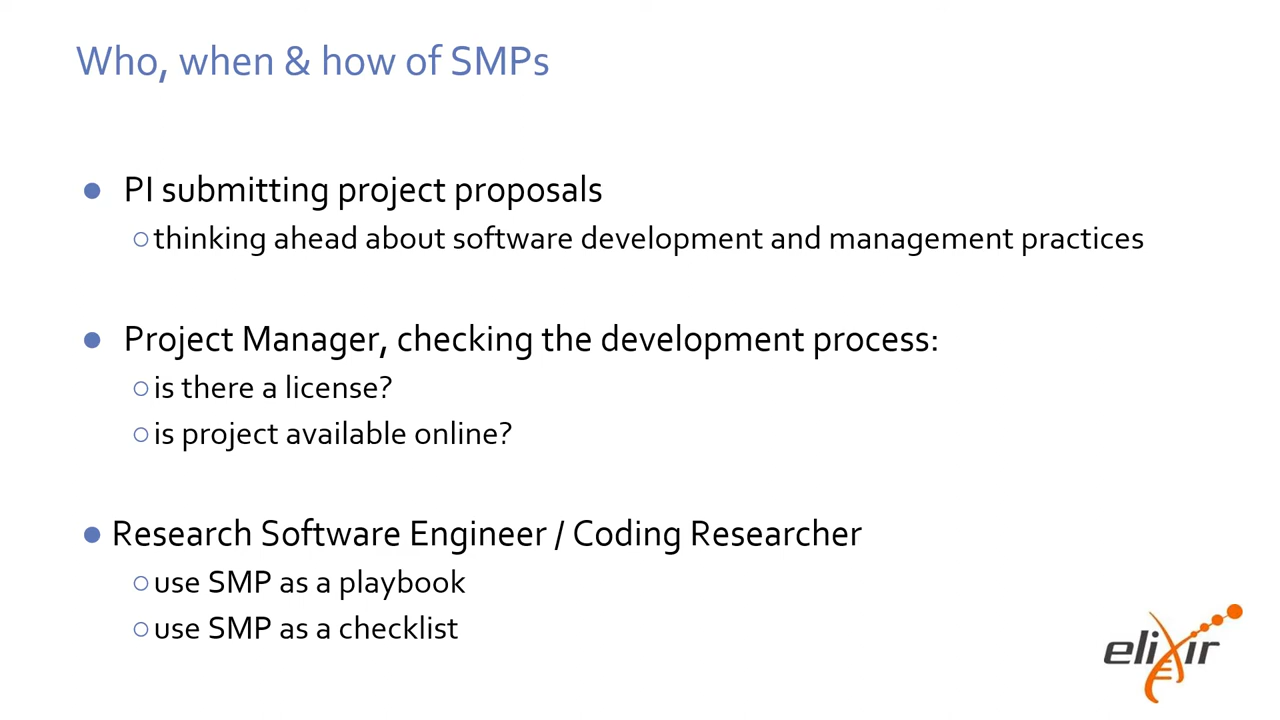 Who, when & how of SMPs
● PI submitting project proposals
○ thinking ahead about software development and management practices
● Project Manager, checking the development process:
○ is there a license?
○ is project available online?
● Research Software Engineer / Coding Researcher
○ use SMP as a playbook
○ use SMP as a checklist
elixir